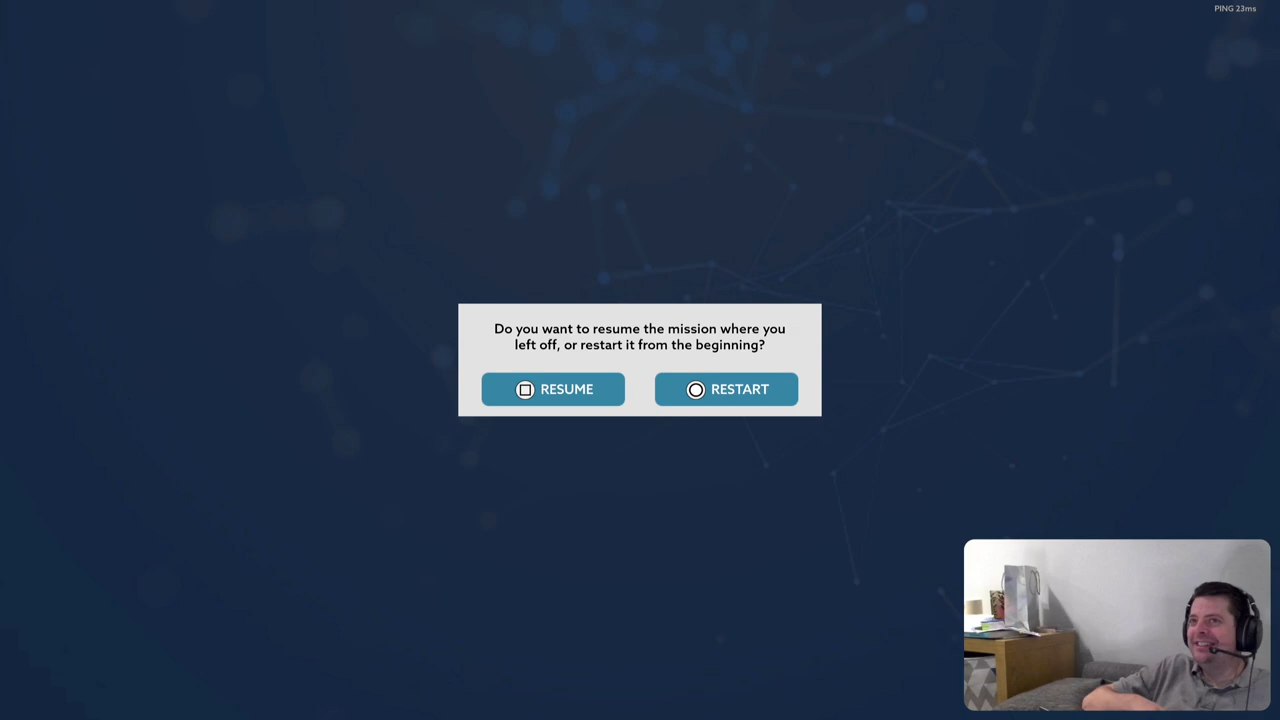 PING 23ms
Do you want to resume the mission where you
left off, or restart it from the beginning?
RESUME
RESTART